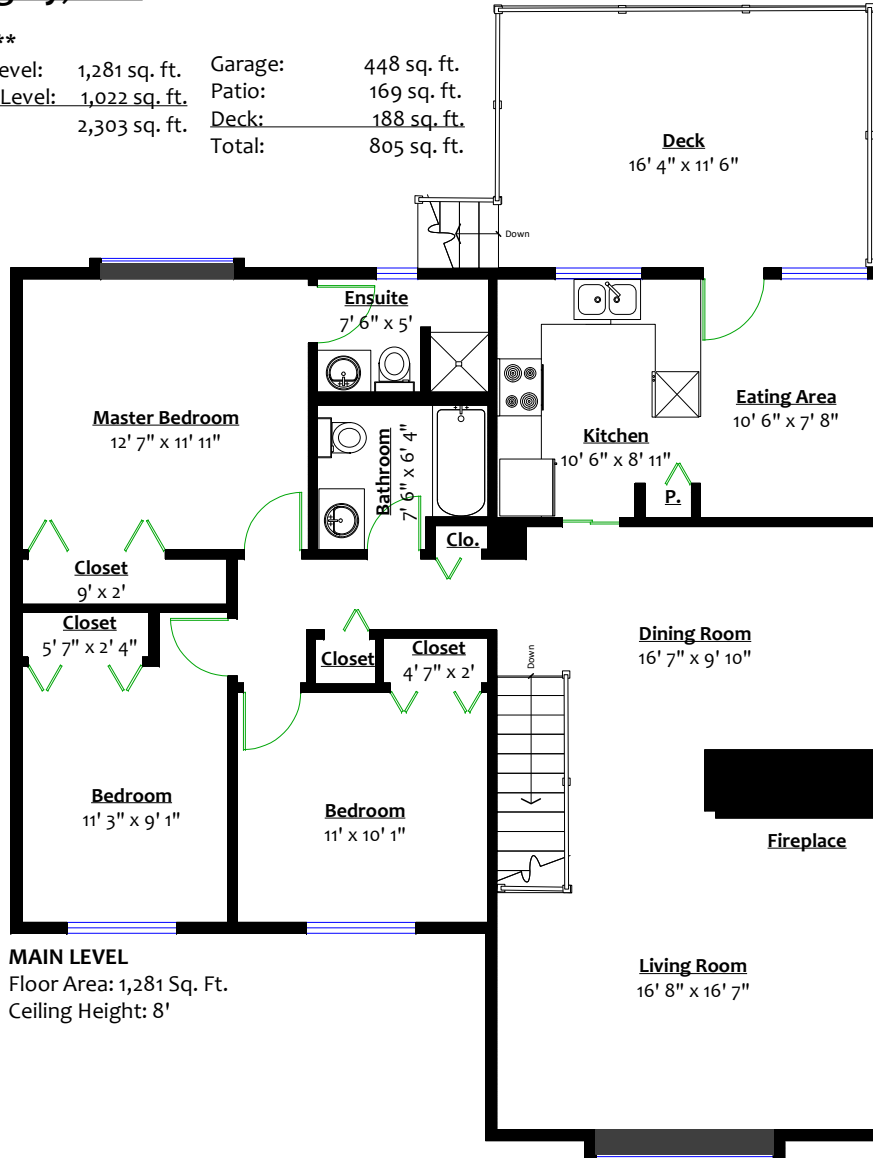 **
1,281 sq. ft.
Level: 1,022 sq. ft.
2,303 sq. ft.
Garage: 448 sq. ft.
Patio: 169 sq. ft.
Deck: 188 sq. ft.
Total: 805 sq. ft.
Deck
16' 4" x 11' 6"
Down
Ensuite
7' 6" x 5'
Master Bedroom
12' 7" x 11' 11"
Bathroom
7' 6" x 6' 4"
Kitchen
10' 6" x 8' 11"
Eating Area
10' 6" x 7' 8"
P.
Clo.
Closet
9' x 2'
Closet
5' 7" x 2' 4"
Closet
Closet
4' 7" x 2'
Down
Dining Room
16' 7" x 9' 10"
Bedroom
11' 3" x 9' 1"
Bedroom
11' x 10' 1"
Fireplace
Living Room
16' 8" x 16' 7"
MAIN LEVEL
Floor Area: 1,281 Sq. Ft.
Ceiling Height: 8'